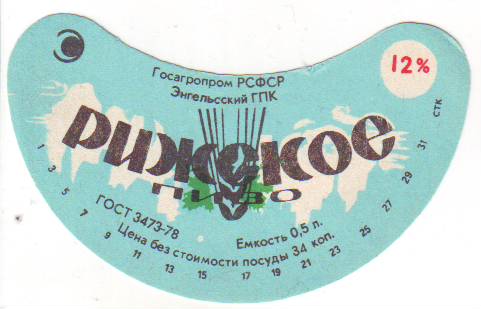 Госагропром РСФСР
Энгельсский ГПК
12%
РИЖСКОЕ
ПИВО
ГОСТ 3473-78
Емкость 0,5 л.
Цена без стоимости посуды 34 коп.
1 3 5 7 9 11 13 15 17 19 21 23 25 27 29 31 СТК